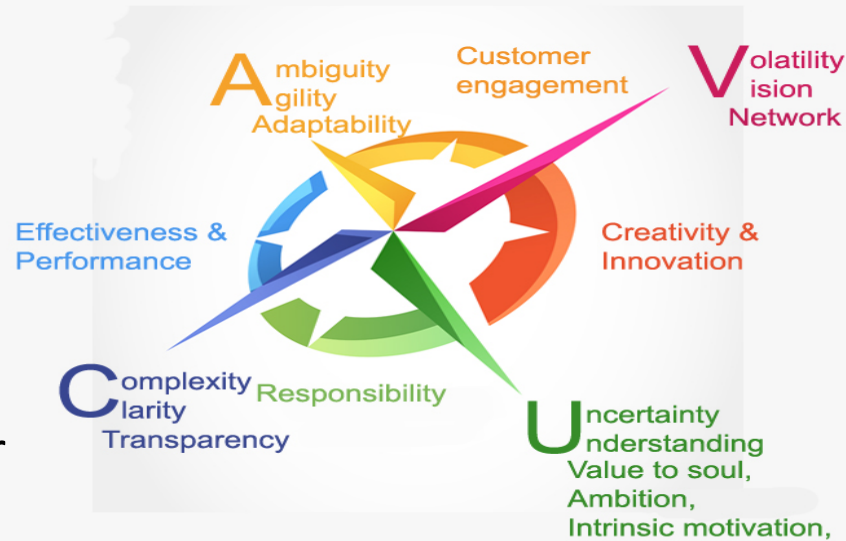 Ambiguity
Agility
Adaptability
Customer
engagement
Volatility
Vision
Network
Effectiveness &
Performance
Creativity &
Innovation
Complexity
Clarity
Transparency
Responsibility
Uncertainty
Understanding
Value to soul,
Ambition,
Intrinsic motivation,